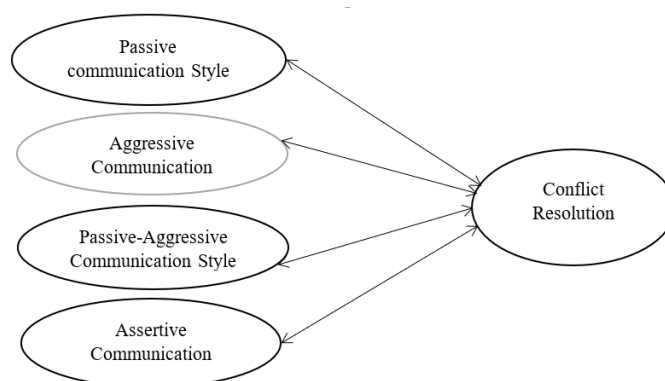 Passive
communication Style
Aggressive
Communication
Passive-Aggressive
Communication Style
Assertive
Communication
Conflict
Resolution